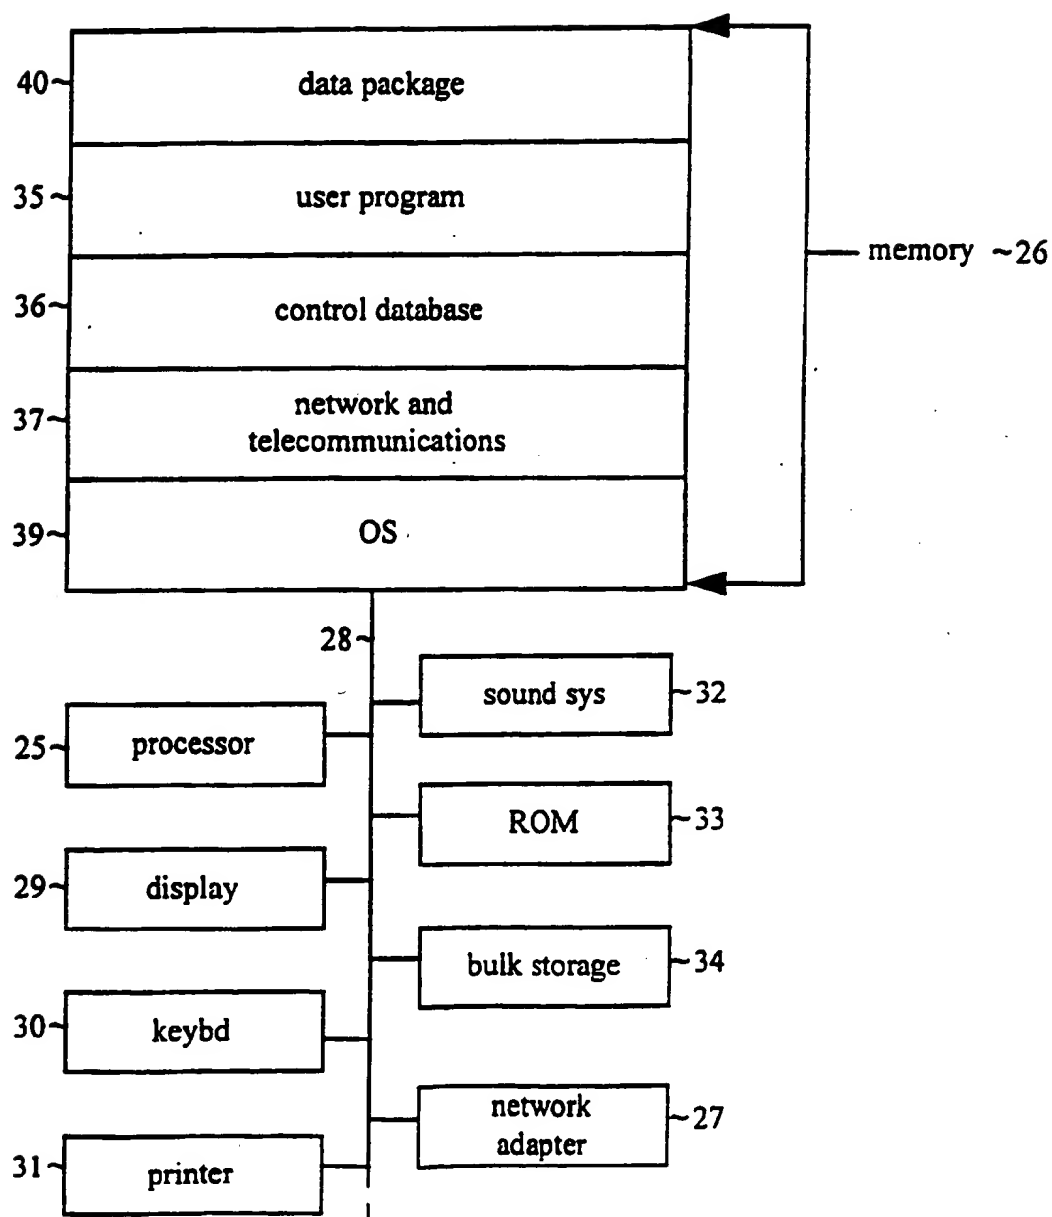 40~ data package
35~ user program
memory ~26
36~ control database
37~ network and
telecommunications
39~ OS
28~
sound sys ~32
25~ processor
ROM ~33
29~ display
bulk storage ~34
30~ keybd
network
adapter ~27
31~ printer